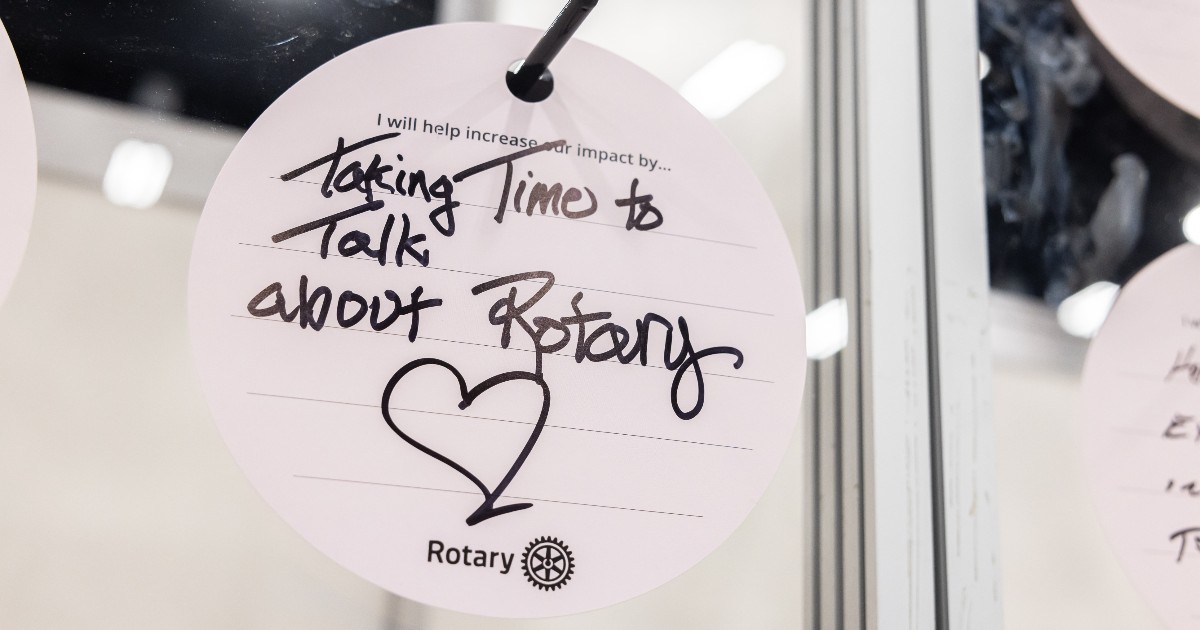 I will help increase our impact by...
Taking Time to
Talk
about Rotary
Rotary